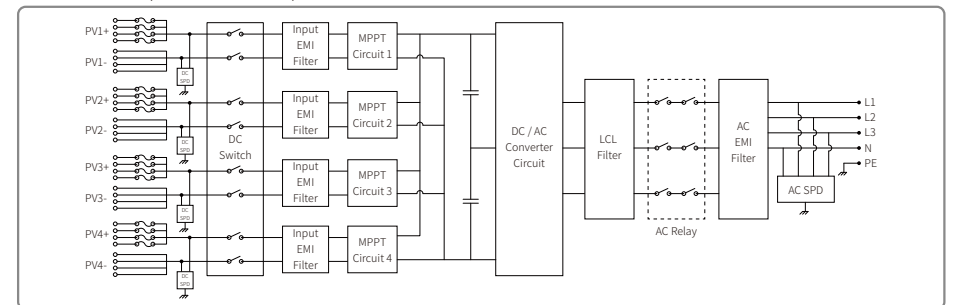 PV1+
PV1-
DC
SPD
Input
EMI
Filter
MPPT
Circuit 1
PV2+
PV2-
DC
SPD
Input
EMI
Filter
MPPT
Circuit 2
DC
Switch
PV3+
PV3-
DC
SPD
Input
EMI
Filter
MPPT
Circuit 3
PV4+
PV4-
DC
SPD
Input
EMI
Filter
MPPT
Circuit 4
DC / AC
Converter
Circuit
LCL
Filter
AC Relay
AC
EMI
Filter
L1
L2
L3
N
PE
AC SPD